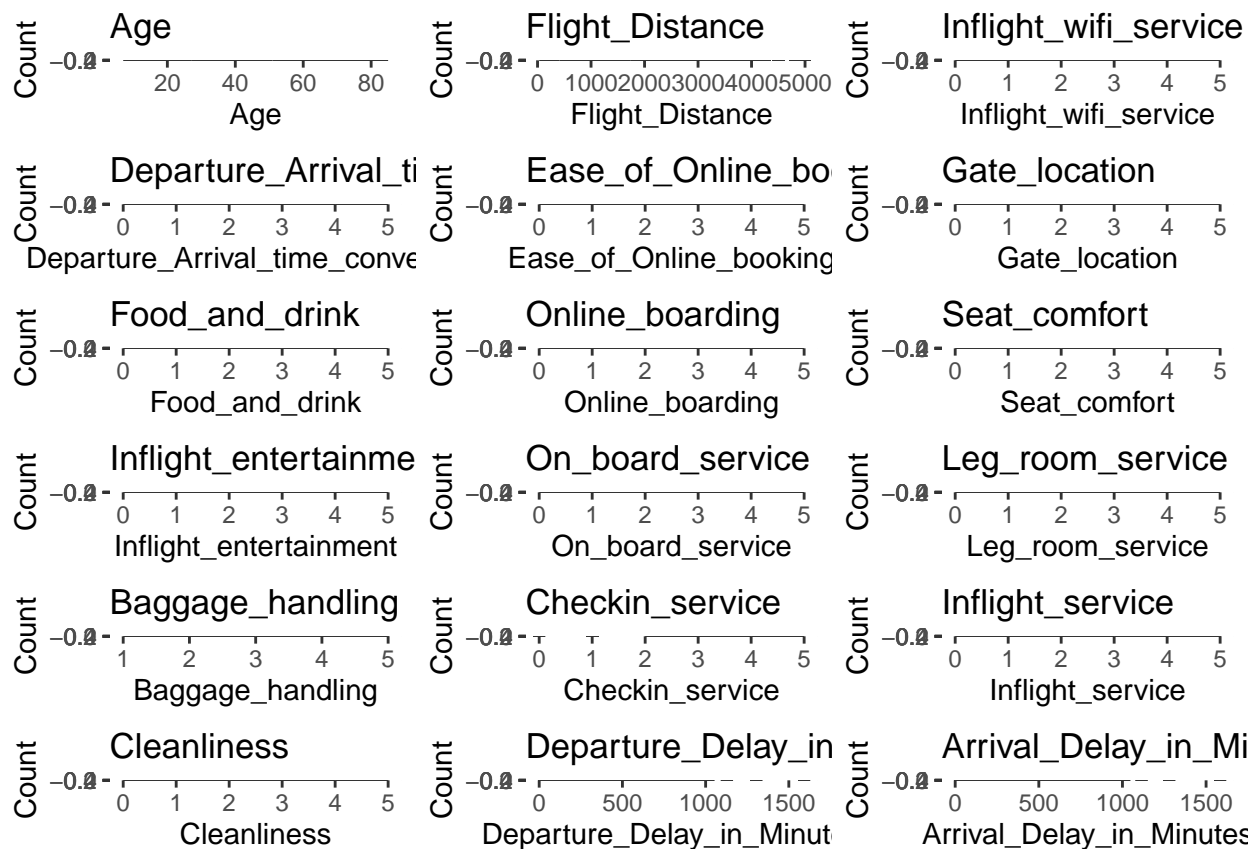 Age
Count
20 40 60 80
Age
Flight_Distance
Count
0 1000 2000 3000 4000 5000
Flight_Distance
Inflight_wifi_service
Count
0 1 2 3 4 5
Inflight_wifi_service
Departure_Arrival_ti
Count
0 1 2 3 4 5
Departure_Arrival_time_conve
Ease_of_Online_bo
Count
0 1 2 3 4 5
Ease_of_Online_booking
Gate_location
Count
0 1 2 3 4 5
Gate_location
Food_and_drink
Count
0 1 2 3 4 5
Food_and_drink
Online_boarding
Count
0 1 2 3 4 5
Online_boarding
Seat_comfort
Count
0 1 2 3 4 5
Seat_comfort
Inflight_entertainme
Count
0 1 2 3 4 5
Inflight_entertainment
On_board_service
Count
0 1 2 3 4 5
On_board_service
Leg_room_service
Count
0 1 2 3 4 5
Leg_room_service
Baggage_handling
Count
1 2 3 4 5
Baggage_handling
Checkin_service
Count
0 1 2 3 4 5
Checkin_service
Inflight_service
Count
0 1 2 3 4 5
Inflight_service
Cleanliness
Count
0 1 2 3 4 5
Cleanliness
Departure_Delay_in
Count
0 500 1000 1500
Departure_Delay_in_Minut
Arrival_Delay_in_Mi
Count
0 500 1000 1500
Arrival_Delay_in_Minutes